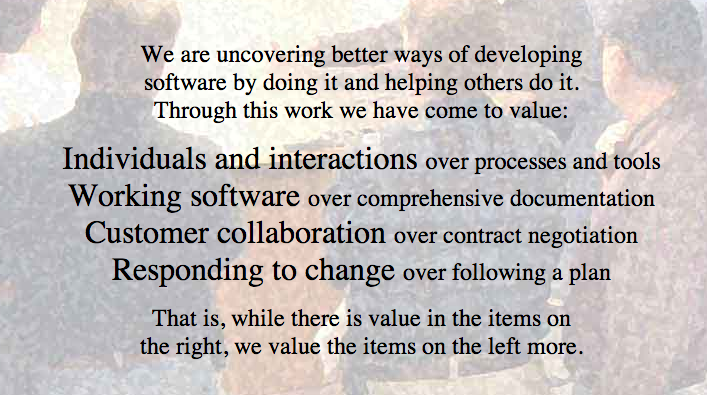 We are uncovering better ways of developing
software by doing it and helping others do it.
Through this work we have come to value:
Individuals and interactions over processes and tools
Working software over comprehensive documentation
Customer collaboration over contract negotiation
Responding to change over following a plan
That is, while there is value in the items on
the right, we value the items on the left more.